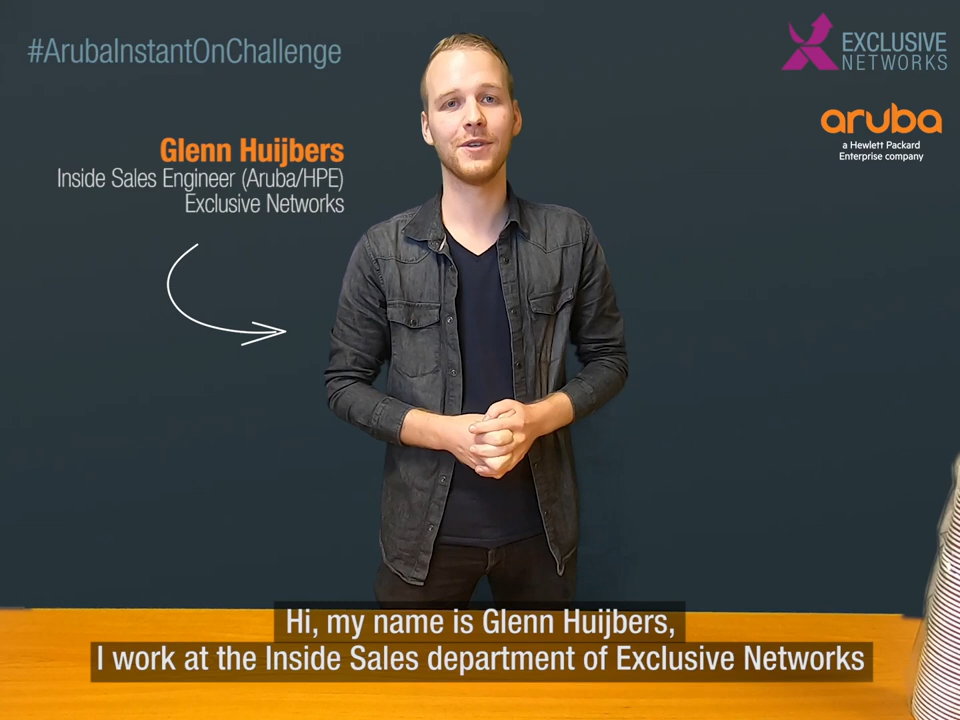 #ArubaInstantOnChallenge
EXCLUSIVE
NETWORKS
aruba
a Hewlett Packard
Enterprise company
Glenn Huijbers
Inside Sales Engineer (Aruba/HPE)
Exclusive Networks
Hi, my name is Glenn Huijbers,
I work at the Inside Sales department of Exclusive Networks